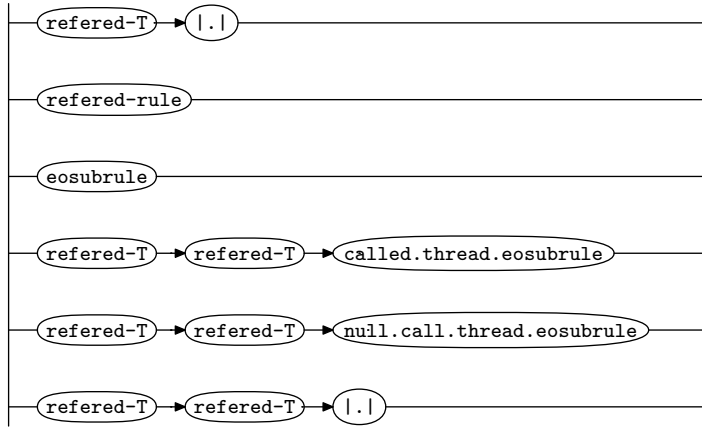 refered-T |.|
refered-rule
eosubrule
refered-T refered-T called.thread.eosubrule
refered-T refered-T null.call.thread.eosubrule
refered-T refered-T |.|